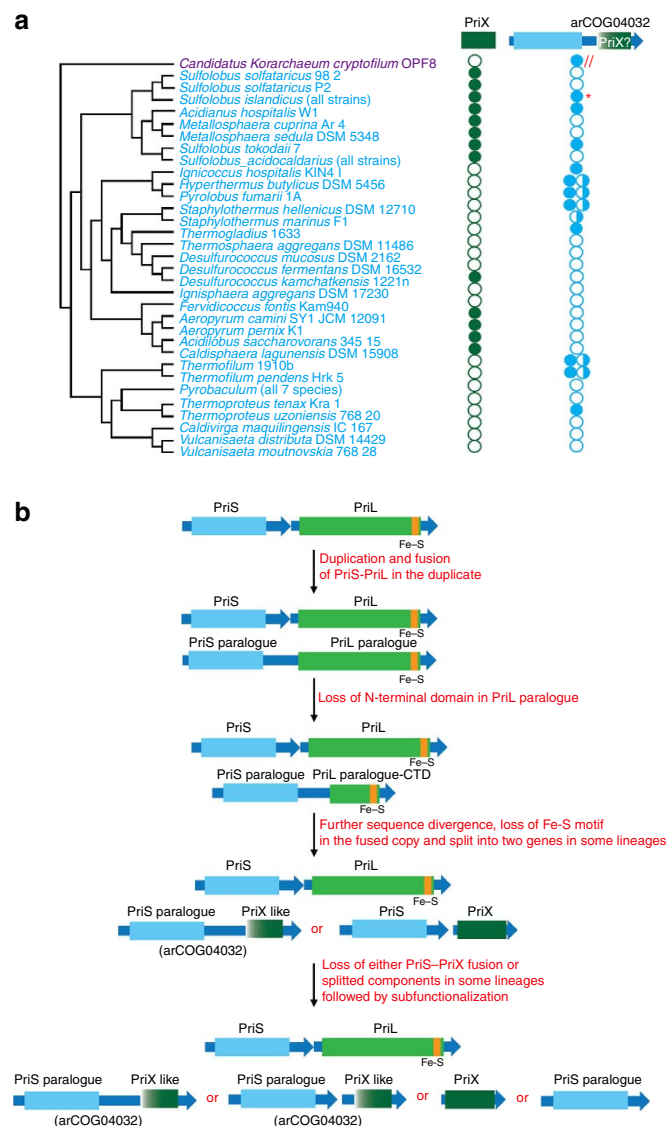 a
PriX
arCOG04032
PriX?
Candidatus Korarchaeum cryptofilum OPF8
//
Sulfolobus solfataricus 98 2
Sulfolobus solfataricus P2
Sulfolobus islandicus (all strains)
*
Acidianus hospitalis W1
Metallosphaera cuprina Ar 4
Metallosphaera sedula DSM 5348
Sulfolobus tokodaii 7
Sulfolobus_acidocaldarius (all strains)
Ignicoccus hospitalis KIN4 I
Hyperthermus butylicus DSM 5456
Pyrolobus fumarii 1A
Staphylothermus hellenicus DSM 12710
Staphylothermus marinus F1
Thermogladius 1633
Thermosphaera aggregans DSM 11486
Desulfurococcus mucosus DM 2162
Desulfurococcus fermentans DSM 16532
Desulfurococcus kamchatkensis 1221n
Ignisphaera aggregans DSM 17230
Fervidicoccus fontis Kam940
Aeropyrum camini SY1 JCM 12091
Aeropyrum pernix K1
Acidilobus saccharovorans 345 15
Caldisphaera lagunensis DSM 15908
Thermofilum 1910b
Thermofilum pendens Hrk 5
Pyrobaculum (all 7 species)
Thermoproteus tenax Kra 1
Thermoproteus uzoniensis 768 20
Caldivirga maquilingensis IC 167
Vulcanisaeta distributa DSM 14429
Vulcanisaeta moutnovskia 768 28
b
PriS PriL
Fe–S
Duplication and fusion
of PriS-PriL in the duplicate
PriS PriL
Fe–S
PriS paralogue PriL paralogue
Fe–S
Loss of N-terminal domain in PriL paralogue
PriS PriL
Fe–S
PriS paralogue PriL paralogue-CTD
Fe–S
Further sequence divergence, loss of Fe-S motif
in the fused copy and split into two genes in some lineages
PriS PriL
Fe–S
PriS paralogue PriX like or PriS PriX
(arCOG04032)
Loss of either PriS–PriX fusion or
splitted components in some lineages
followed by subfunctionalization
PriS PriL
Fe-S
PriS paralogue PriX like or PriS paralogue PriX like or PriX or PriS paralogue
(arCOG04032) (arCOG04032)